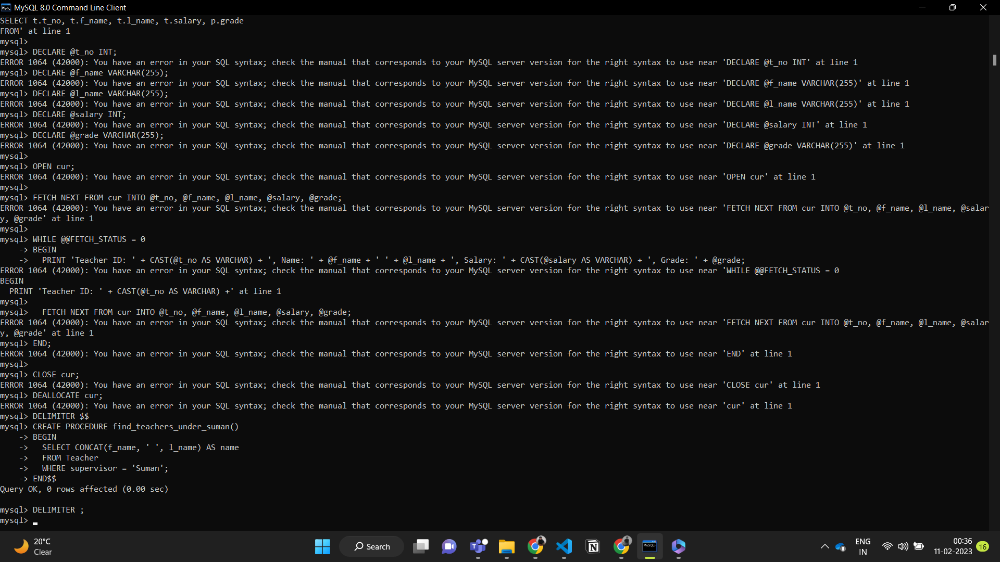 MySQL 8.0 Command Line Client
SELECT t.t_no, t.f_name, t.l_name, t.salary, p.grade
FROM' at line 1
mysql>
mysql> DECLARE @t_no INT;
ERROR 1064 (42000): You have an error in your SQL syntax; check the manual that corresponds to your MySQL server version for the right syntax to use near 'DECLARE @t_no INT' at line 1
mysql> DECLARE @f_name VARCHAR(255);
ERROR 1064 (42000): You have an error in your SQL syntax; check the manual that corresponds to your MySQL server version for the right syntax to use near 'DECLARE @f_name VARCHAR(255)' at line 1
mysql> DECLARE @l_name VARCHAR(255);
ERROR 1064 (42000): You have an error in your SQL syntax; check the manual that corresponds to your MySQL server version for the right syntax to use near 'DECLARE @l_name VARCHAR(255)' at line 1
mysql> DECLARE @salary INT;
ERROR 1064 (42000): You have an error in your SQL syntax; check the manual that corresponds to your MySQL server version for the right syntax to use near 'DECLARE @salary INT' at line 1
mysql> DECLARE @grade VARCHAR(255);
ERROR 1064 (42000): You have an error in your SQL syntax; check the manual that corresponds to your MySQL server version for the right syntax to use near 'DECLARE @grade VARCHAR(255)' at line 1
mysql>
mysql> OPEN cur;
ERROR 1064 (42000): You have an error in your SQL syntax; check the manual that corresponds to your MySQL server version for the right syntax to use near 'OPEN cur' at line 1
mysql>
mysql> FETCH NEXT FROM cur INTO @t_no, @f_name, @l_name, @salary, @grade;
ERROR 1064 (42000): You have an error in your SQL syntax; check the manual that corresponds to your MySQL server version for the right syntax to use near 'FETCH NEXT FROM cur INTO @t_no, @f_name, @l_name, @salar
y, @grade' at line 1
mysql>
mysql> WHILE @@FETCH_STATUS = 0
    -> BEGIN
    ->   PRINT 'Teacher ID: ' + CAST(@t_no AS VARCHAR) + ', Name: ' + @f_name + ' ' + @l_name + ', Salary: ' + CAST(@salary AS VARCHAR) + ', Grade: ' + @grade;
ERROR 1064 (42000): You have an error in your SQL syntax; check the manual that corresponds to your MySQL server version for the right syntax to use near 'WHILE @@FETCH_STATUS = 0
BEGIN
  PRINT 'Teacher ID: ' + CAST(@t_no AS VARCHAR) +' at line 1
mysql>
mysql>   FETCH NEXT FROM cur INTO @t_no, @f_name, @l_name, @salary, @grade;
ERROR 1064 (42000): You have an error in your SQL syntax; check the manual that corresponds to your MySQL server version for the right syntax to use near 'FETCH NEXT FROM cur INTO @t_no, @f_name, @l_name, @salar
y, @grade' at line 1
mysql> END;
ERROR 1064 (42000): You have an error in your SQL syntax; check the manual that corresponds to your MySQL server version for the right syntax to use near 'END' at line 1
mysql>
mysql> CLOSE cur;
ERROR 1064 (42000): You have an error in your SQL syntax; check the manual that corresponds to your MySQL server version for the right syntax to use near 'CLOSE cur' at line 1
mysql> DEALLOCATE cur;
ERROR 1064 (42000): You have an error in your SQL syntax; check the manual that corresponds to your MySQL server version for the right syntax to use near 'cur' at line 1
mysql> DELIMITER $$
mysql> CREATE PROCEDURE find_teachers_under_suman()
    -> BEGIN
    ->   SELECT CONCAT(f_name, ' ', l_name) AS name
    ->   FROM Teacher
    ->   WHERE supervisor = 'Suman';
    -> END$$
Query OK, 0 rows affected (0.00 sec)
mysql> DELIMITER ;
mysql>
20°C
Clear
Search
ENG
IN
00:36
11-02-2023
16